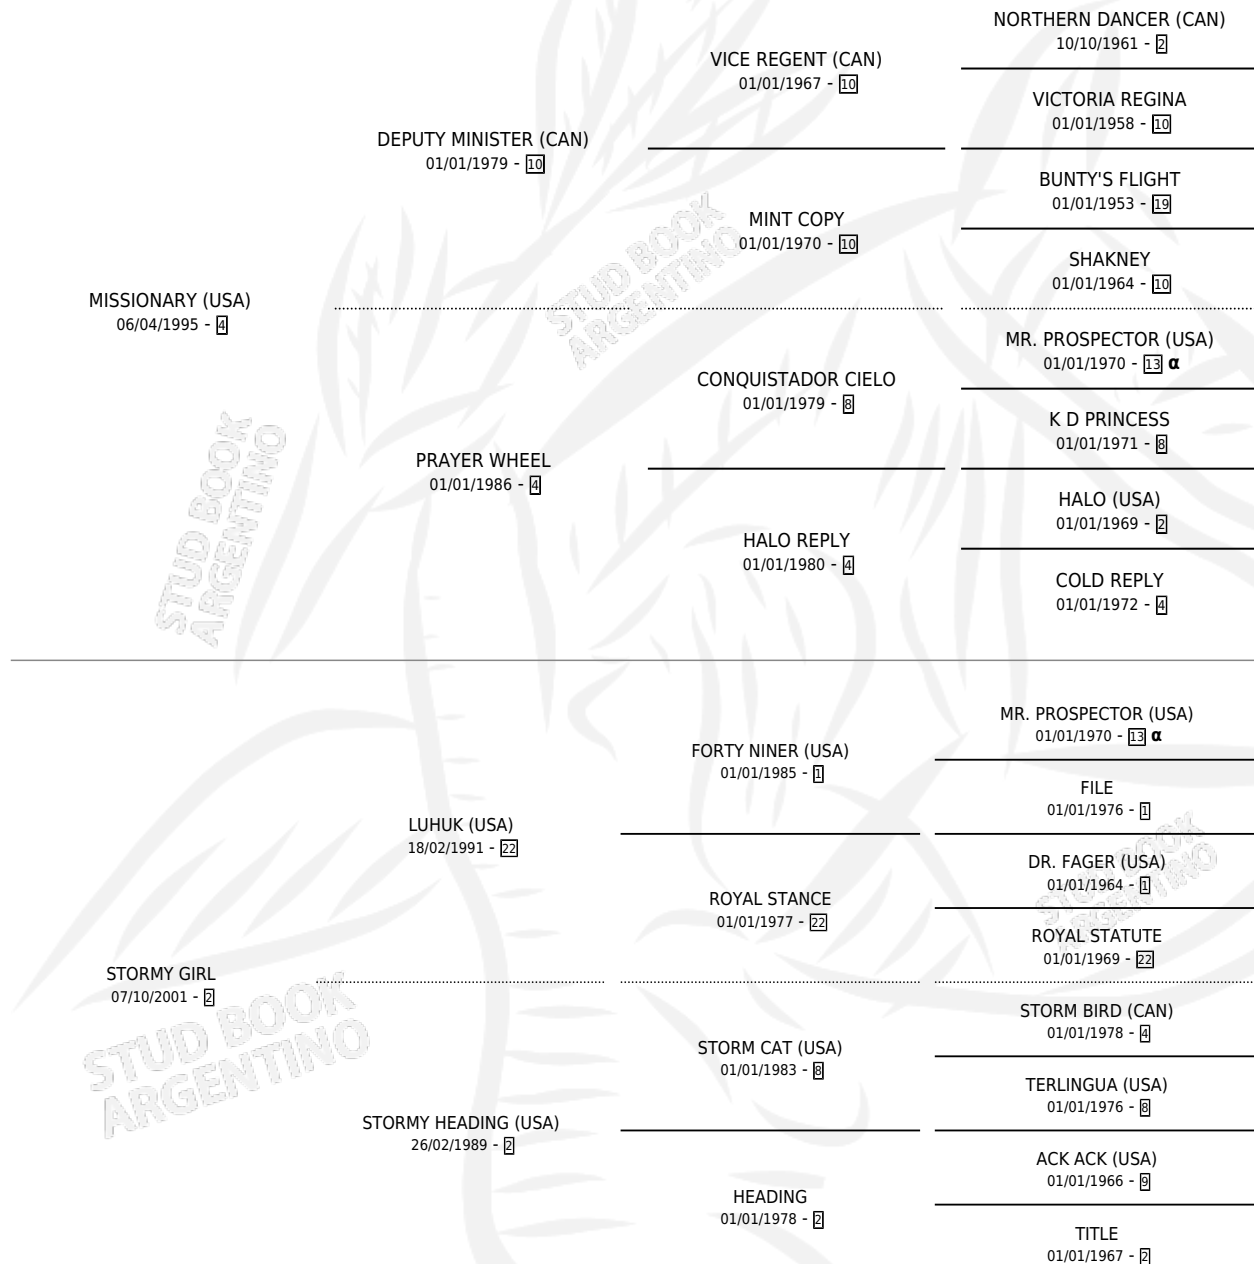 NORTHERN DANCER (CAN)
10/10/1961 - 2
VICE REGENT (CAN)
01/01/1967 - 10
VICTORIA REGINA
01/01/1958 - 10
DEPUTY MINISTER (CAN)
01/01/1979 - 10
BUNTY'S FLIGHT
01/01/1953 - 19
MINT COPY
01/01/1970 - 10
SHAKNEY
01/01/1964 - 10
MISSIONARY (USA)
06/04/1995 - 4
MR. PROSPECTOR (USA)
01/01/1970 - 13 α
CONQUISTADOR CIELO
01/01/1979 - 8
K D PRINCESS
01/01/1971 - 8
PRAYER WHEEL
01/01/1986 - 4
HALO (USA)
01/01/1969 - 2
HALO REPLY
01/01/1980 - 4
COLD REPLY
01/01/1972 - 4
MR. PROSPECTOR (USA)
01/01/1970 - 13 α
FORTY NINER (USA)
01/01/1985 - 1
FILE
01/01/1976 - 1
LUHUK (USA)
18/02/1991 - 22
DR. FAGER (USA)
01/01/1964 - 1
ROYAL STANCE
01/01/1977 - 22
ROYAL STATUTE
01/01/1969 - 22
STORMY GIRL
07/10/2001 - 2
STORM BIRD (CAN)
01/01/1978 - 4
STORM CAT (USA)
01/01/1983 - 8
TERLINGUA (USA)
01/01/1976 - 8
STORMY HEADING (USA)
26/02/1989 - 2
ACK ACK (USA)
01/01/1966 - 9
HEADING
01/01/1978 - 2
TITLE
01/01/1967 - 2
STUD BOOK
ARGENTINO
STUD BOOK
ARGENTINO
STUD BOOK
ARGENTINO
STUD BOOK
ARGENTINO